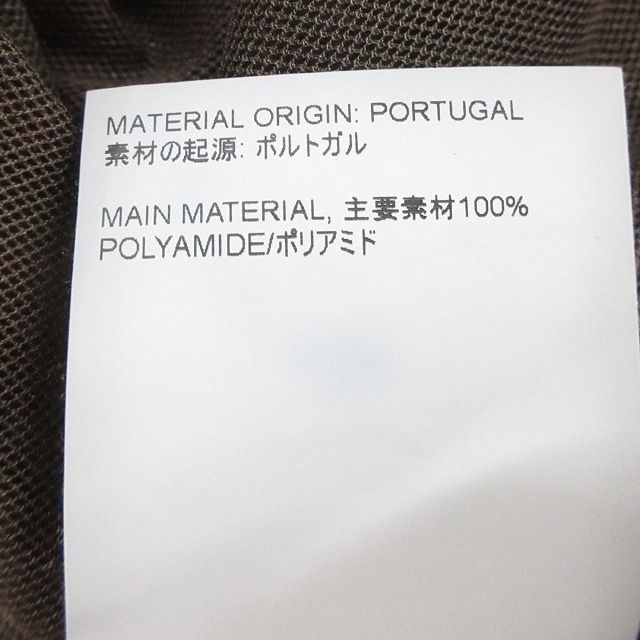 MATERIAL ORIGIN: PORTUGAL
素材の起源: ポルトガル
MAIN MATERIAL, 主要素材100%
POLYAMIDE/ポリアミド